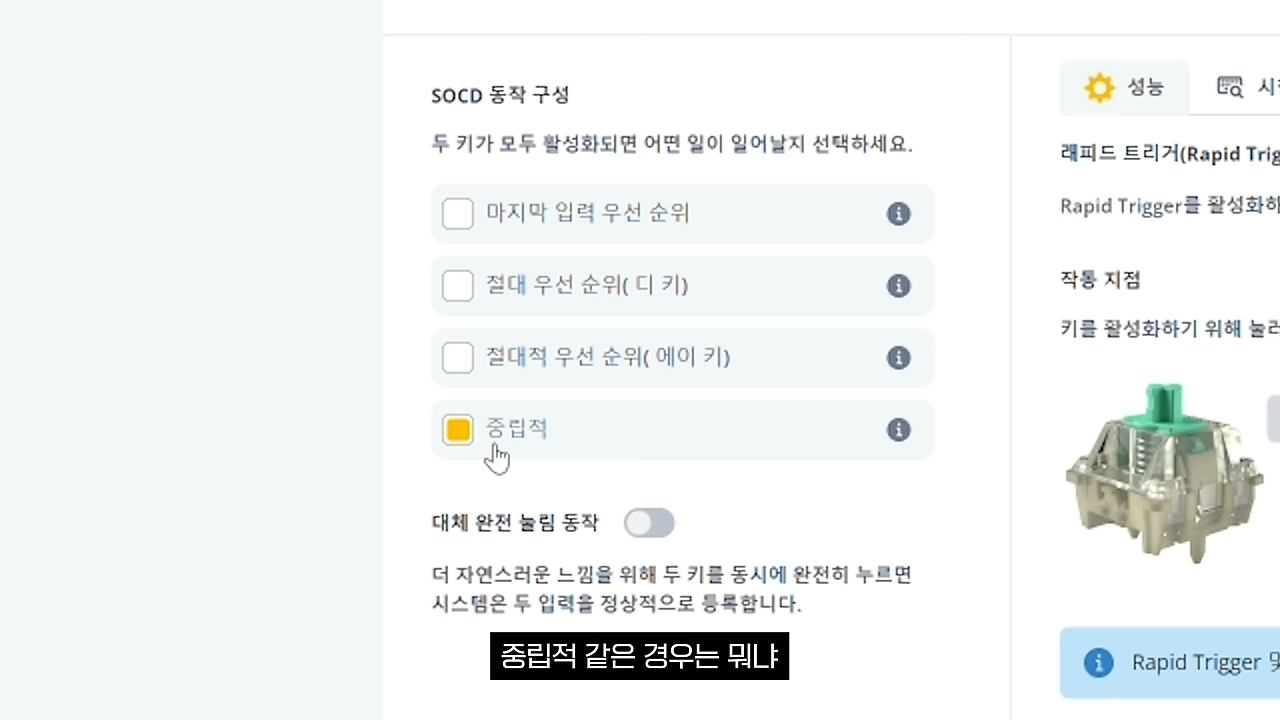 SOCD 동작 구성
두 키가 모두 활성화되면 어떤 일이 일어날지 선택하세요.
마지막 입력 우선 순위
절대 우선 순위( 디 키)
절대적 우선 순위( 에이 키)
중립적
대체 완전 눌림 동작
더 자연스러운 느낌을 위해 두 키를 동시에 완전히 누르면
시스템은 두 입력을 정상적으로 등록합니다.
성능
래피드 트리거(Rapid Trig
Rapid Trigger를 활성화하
작동 지점
키를 활성화하기 위해 눌러
Rapid Trigger 및
중립적 같은 경우는 뭐냐